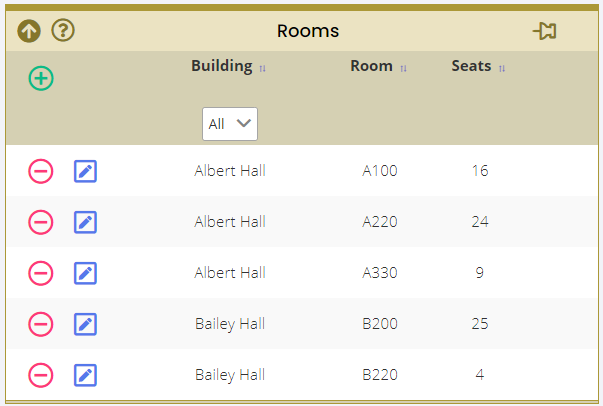 Rooms
Building Room Seats
All
Albert Hall A100 16
Albert Hall A220 24
Albert Hall A330 9
Bailey Hall B200 25
Bailey Hall B220 4